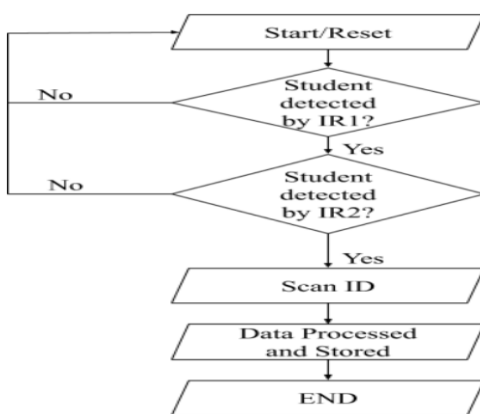 Start/Reset
Student
detected
by IR1?
No
Yes
Student
detected
by IR2?
No
Yes
Scan ID
Data Processed
and Stored
END